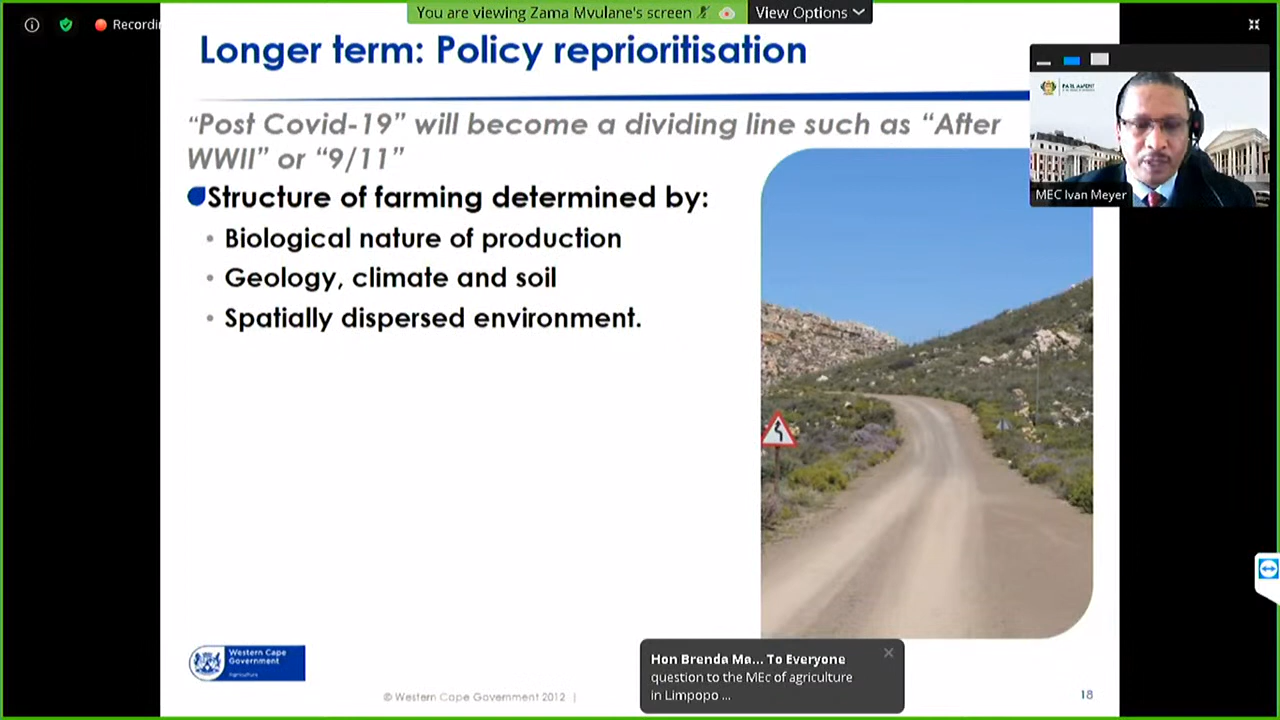 You are viewing Zama Mvulane's screen
View Options
Recordi
Longer term: Policy reprioritisation
“Post Covid-19” will become a dividing line such as “After
WWII” or “9/11”
Structure of farming determined by:
• Biological nature of production
• Geology, climate and soil
• Spatially dispersed environment.
MEC Ivan Meyer
Western Cape
Government
Agriculture
Hon Brenda Ma... To Everyone
question to the MEc of agriculture
in Limpopo ...
© Western Cape Government 2012 |
18